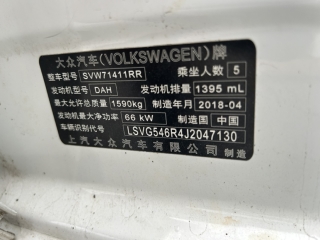 大众汽车(VOLKSWAGEN)牌
整车型号 SVW71411RR 乘坐人数 5
发动机型号 DAH 发动机排量 1395 mL
最大允许总质量 1590kg 制造年月 2018-04
发动机最大净功率 66 kW 制造国 中国
车辆识别代号 LSVG546R4J2047130
上汽大众汽车有限公司 制造